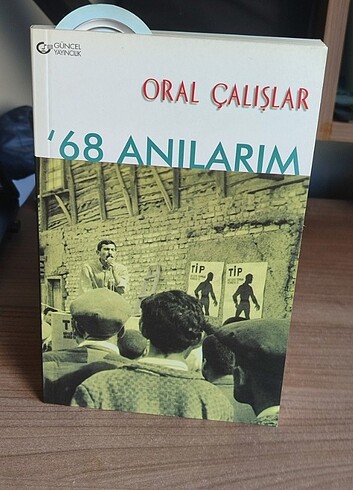 GÜNCEL
YAYINCILIK
ORAL ÇALIŞLAR
'68 ANILARIM
TİP
TİP